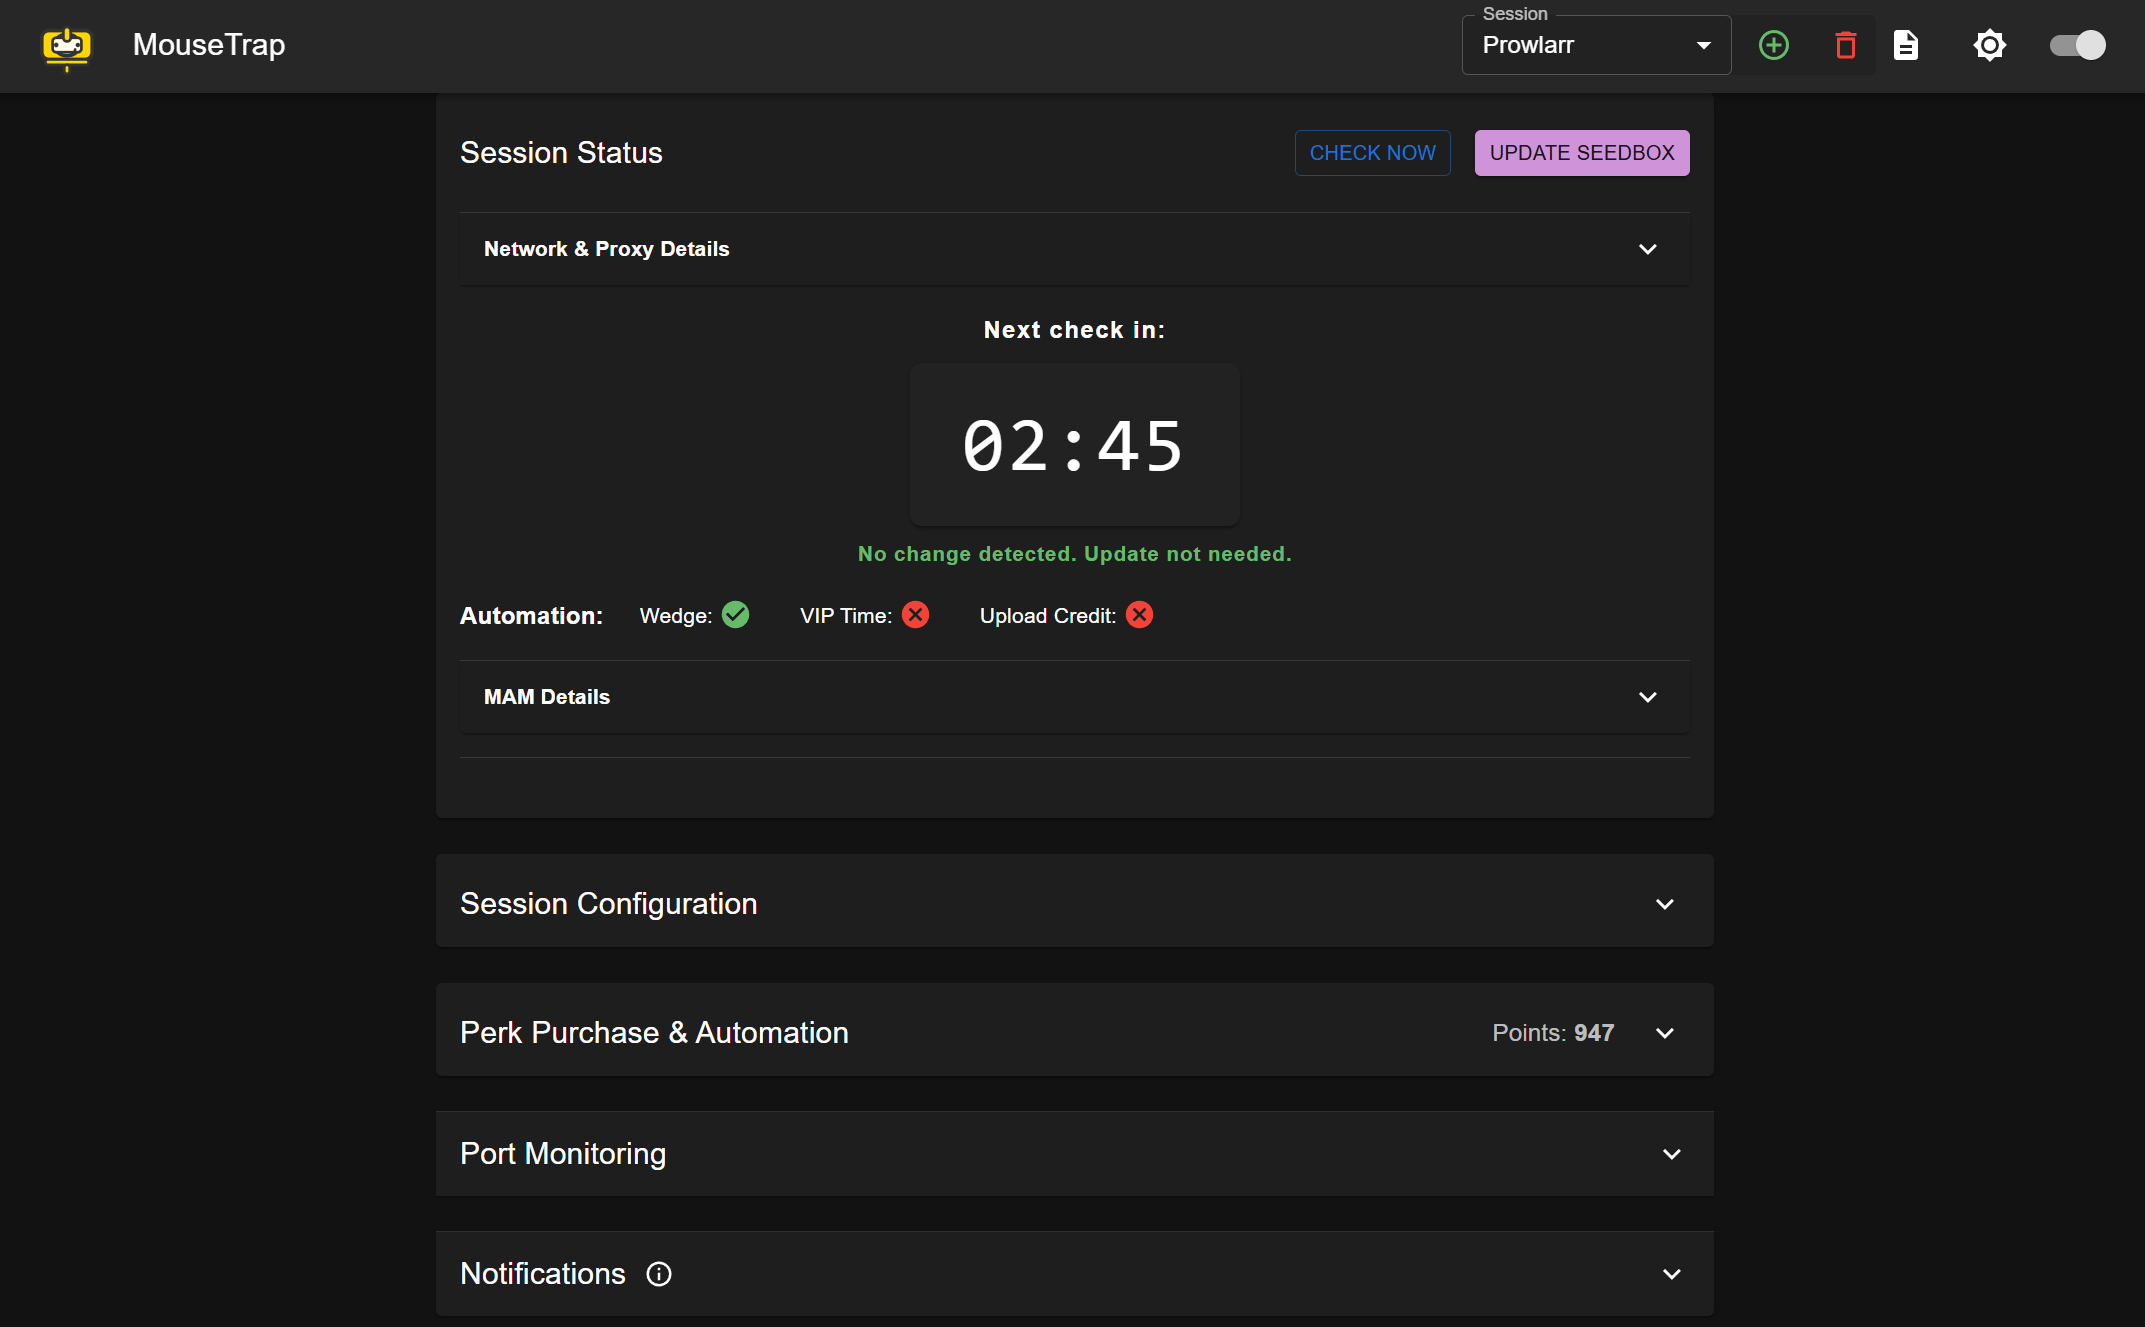 MouseTrap
Session
Prowlarr
Session Status
CHECK NOW
UPDATE SEEDBOX
Network & Proxy Details
Next check in:
02:45
No change detected. Update not needed.
Automation: Wedge: VIP Time: Upload Credit:
MAM Details
Session Configuration
Perk Purchase & Automation
Points: 947
Port Monitoring
Notifications